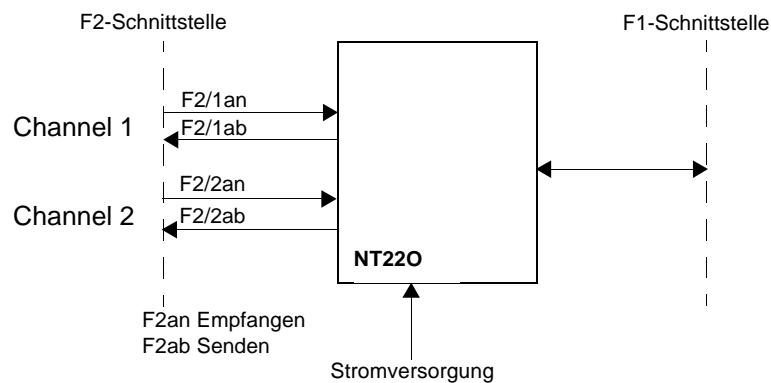 F2-Schnittstelle
F1-Schnittstelle
F2/1an
Channel 1
F2/1ab
F2/2an
Channel 2
F2/2ab
NT22O
F2an Empfangen
F2ab Senden
Stromversorgung